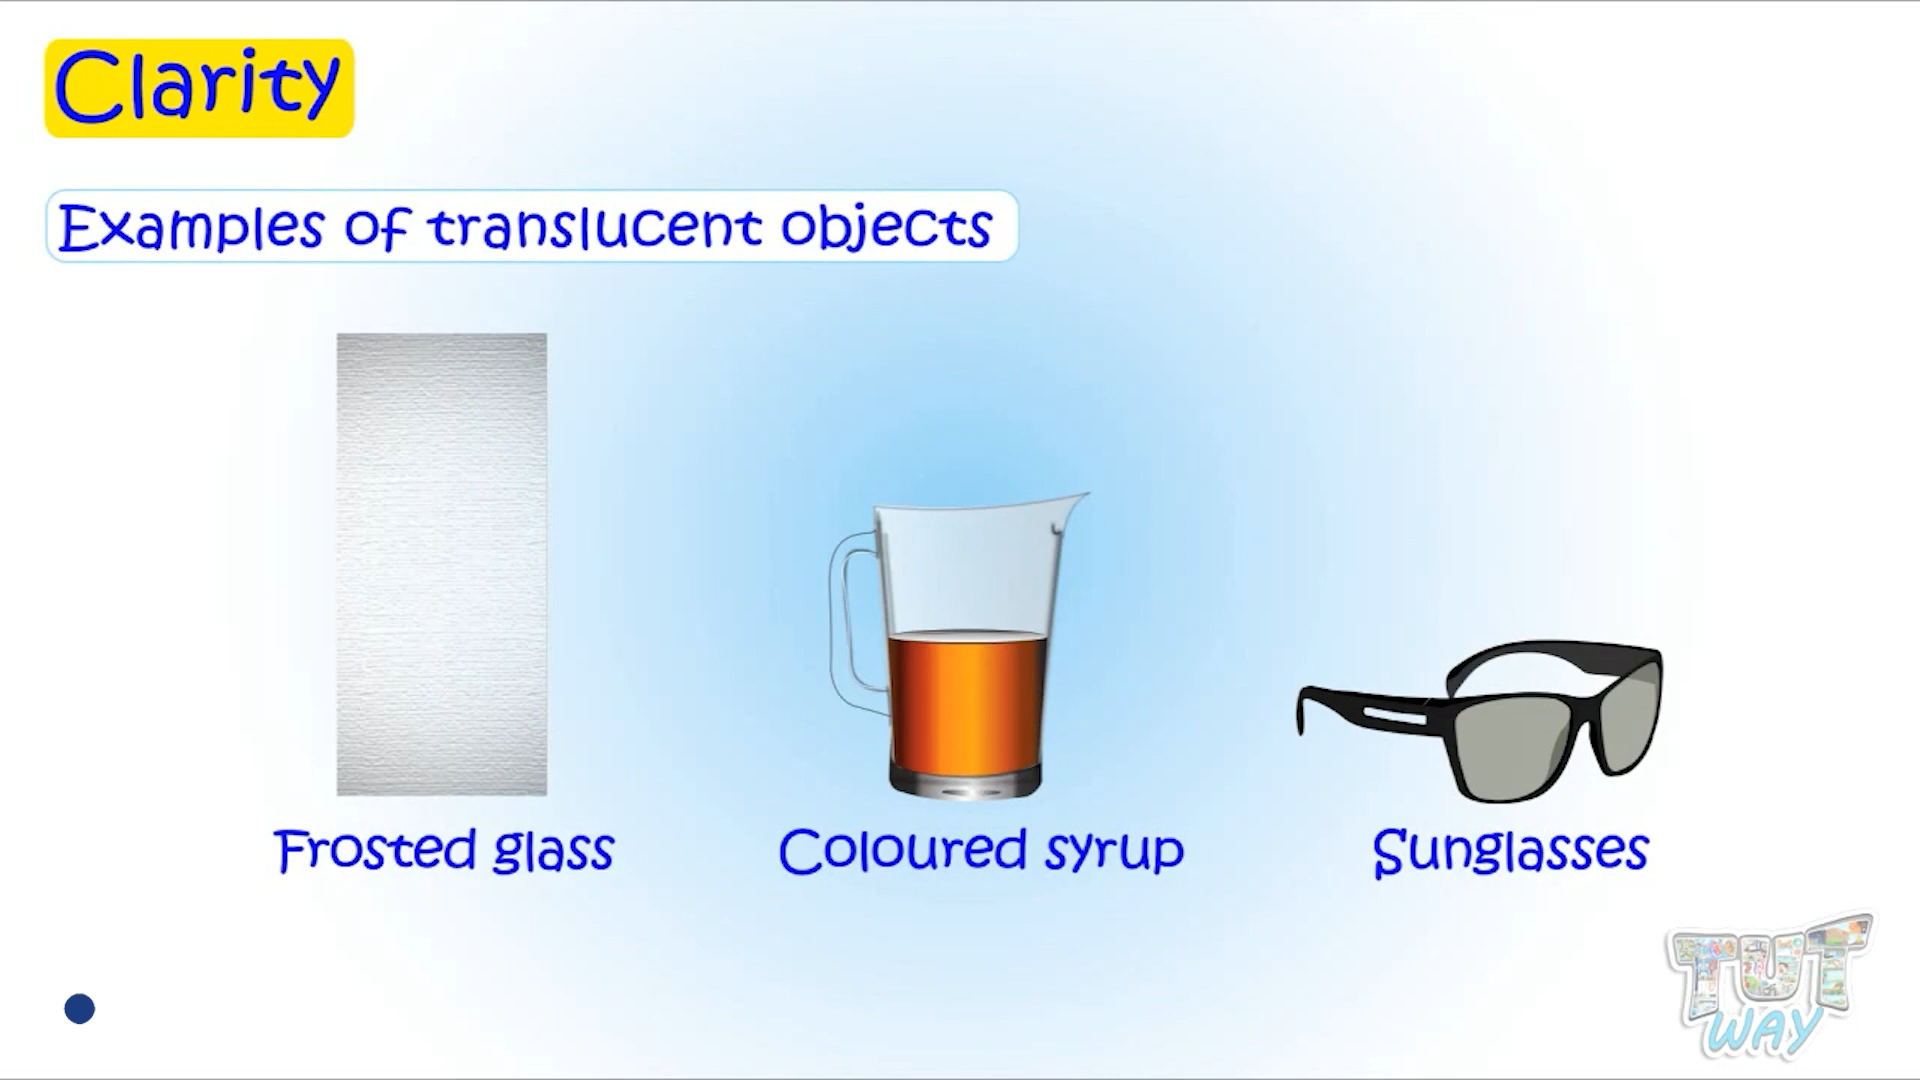 Clarity
Examples of translucent objects
Frosted glass
Coloured syrup
Sunglasses
TUT
WAY